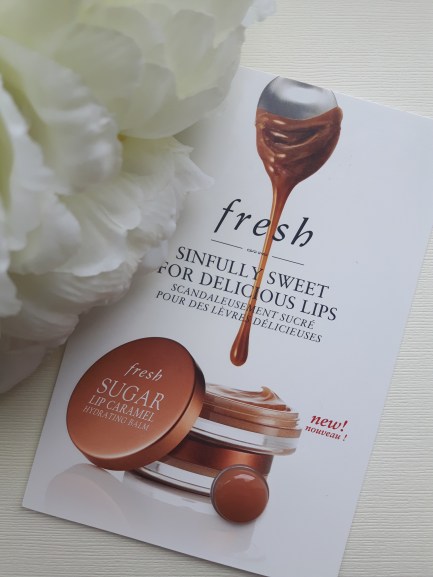 fresh
SINFULLY SWEET
FOR DELICIOUS LIPS
SCANDALEUSEMENT SUCRÉ
POUR DES LÈVRES DÉLICIEUSES
fresh
SUGAR
LIP CARAMEL
HYDRATING BALM
new!
nouveau !